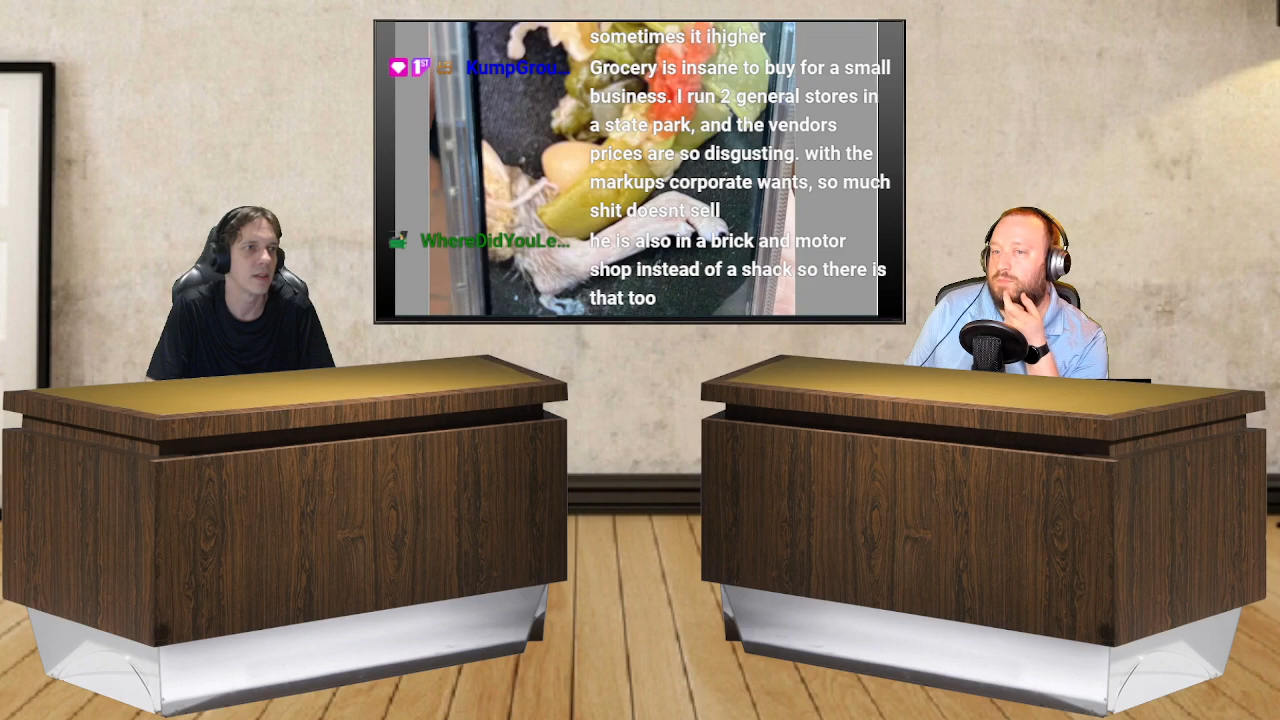 sometimes it ihigher
1ST KumpGrou... Grocery is insane to buy for a small
business. I run 2 general stores in
a state park, and the vendors
prices are so disgusting. with the
markups corporate wants, so much
shit doesnt sell
WhereDidYouLe... he is also in a brick and motor
shop instead of a shack so there is
that too